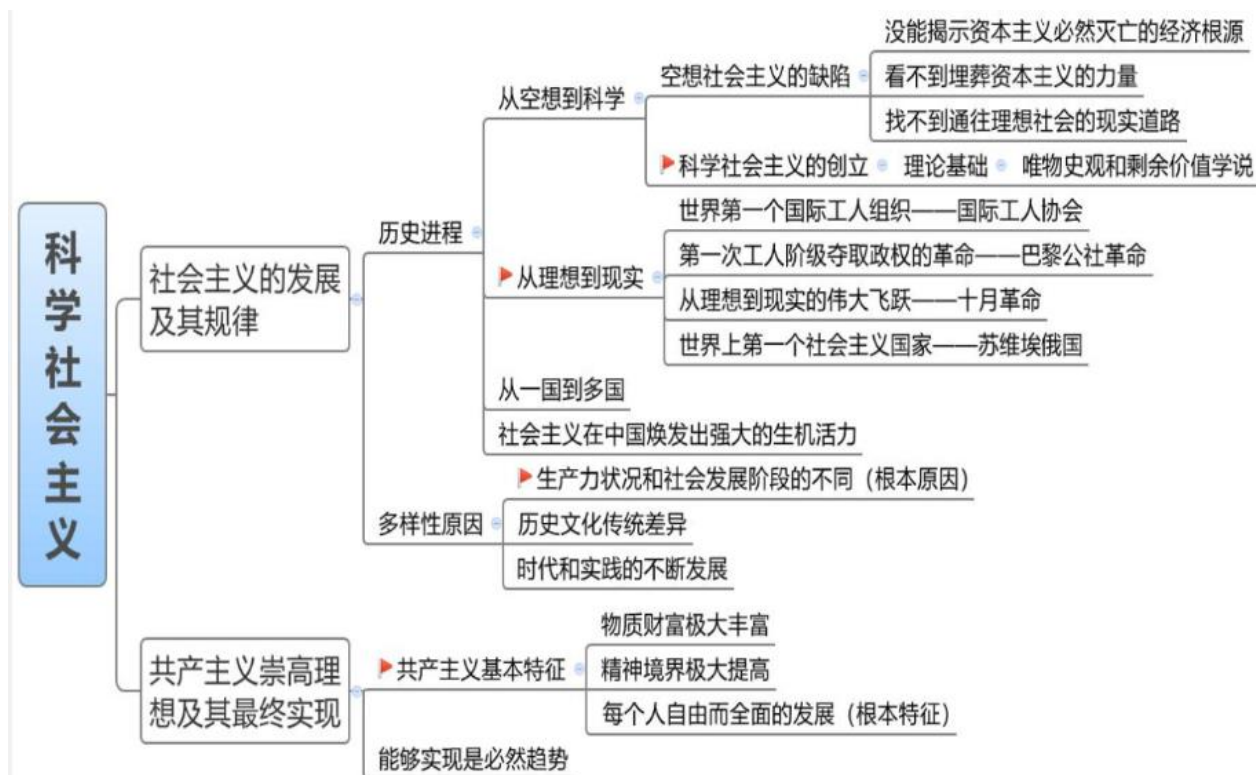 科学社会主义
社会主义的发展
及其规律
历史进程
从空想到科学
空想社会主义的缺陷
没能揭示资本主义必然灭亡的经济根源
看不到埋葬资本主义的力量
找不到通往理想社会的现实道路
科学社会主义的创立
理论基础
唯物史观和剩余价值学说
从理想到现实
世界第一个国际工人组织——国际工人协会
第一次工人阶级夺取政权的革命——巴黎公社革命
从理想到现实的伟大飞跃——十月革命
世界上第一个社会主义国家——苏维埃俄国
从一国到多国
社会主义在中国焕发出强大的生机活力
多样性原因
生产力状况和社会发展阶段的不同（根本原因）
历史文化传统差异
时代和实践的不断发展
共产主义崇高理
想及其最终实现
共产主义基本特征
物质财富极大丰富
精神境界极大提高
每个人自由而全面的发展（根本特征）
能够实现是必然趋势